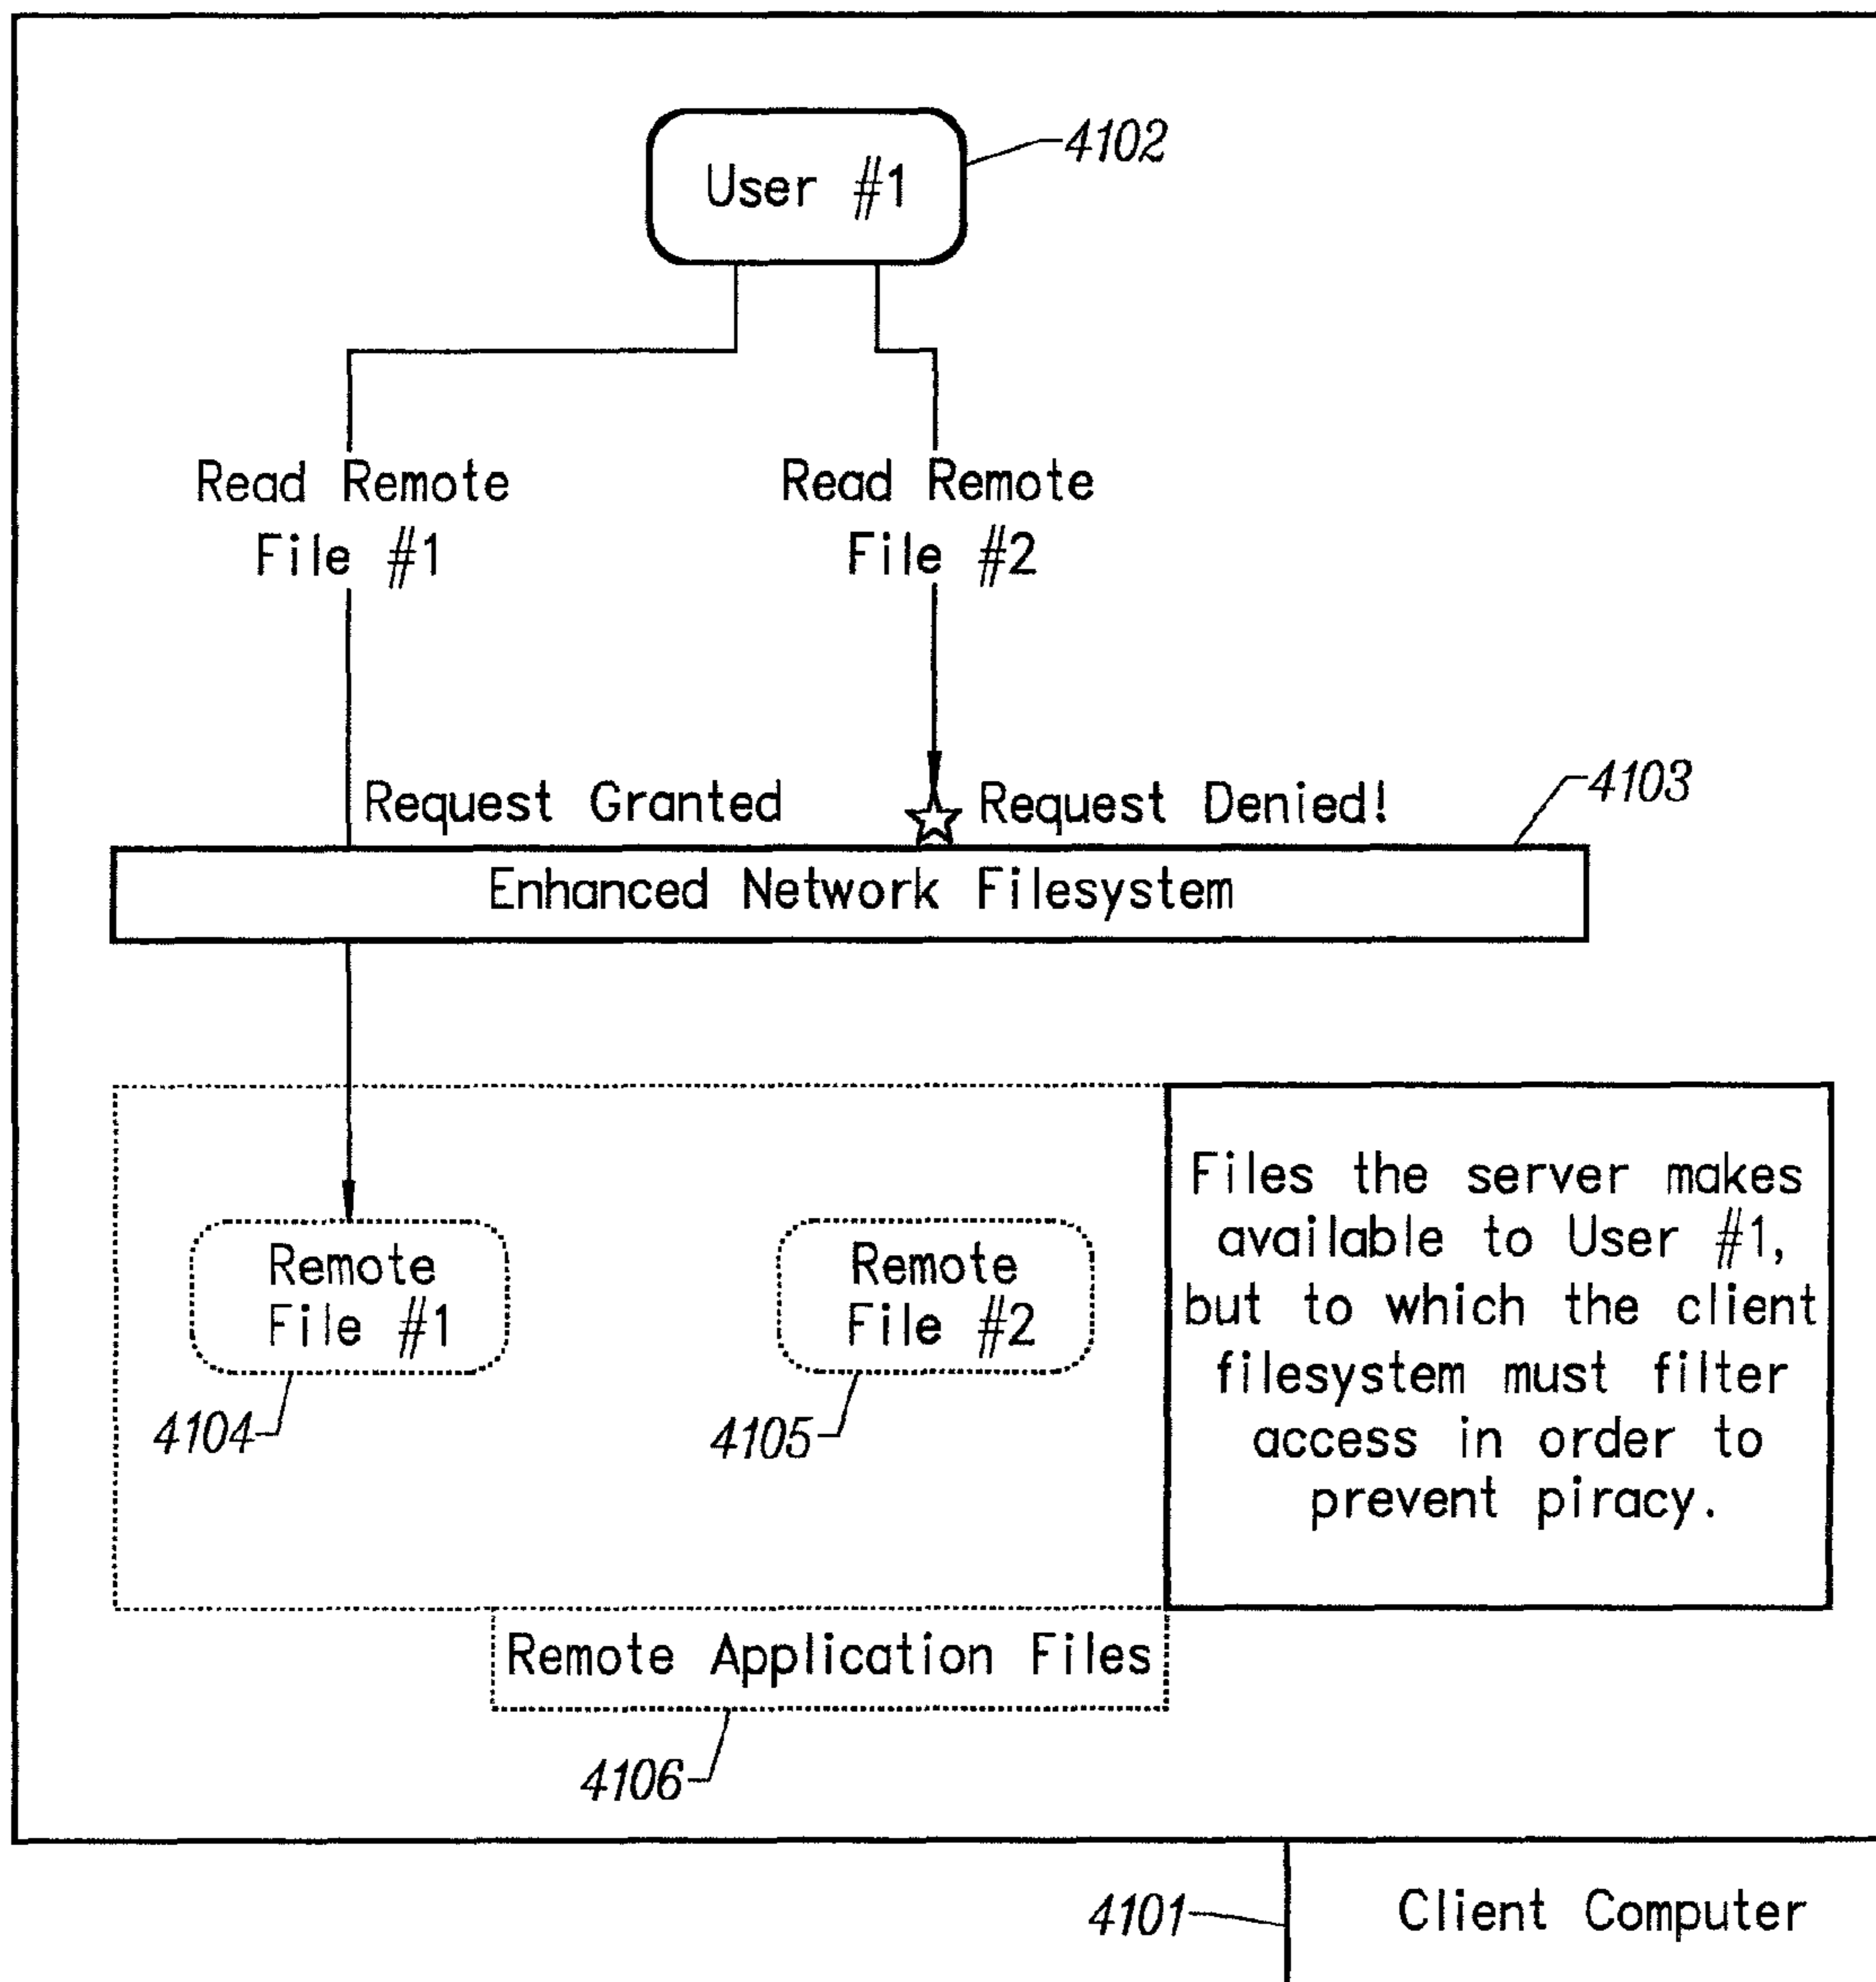 User #1
4102
Read Remote
File #1
Read Remote
File #2
Request Granted
Request Denied!
4103
Enhanced Network Filesystem
Remote
File #1
4104
Remote
File #2
4105
Files the server makes
available to User #1,
but to which the client
filesystem must filter
access in order to
prevent piracy.
Remote Application Files
4106
4101
Client Computer